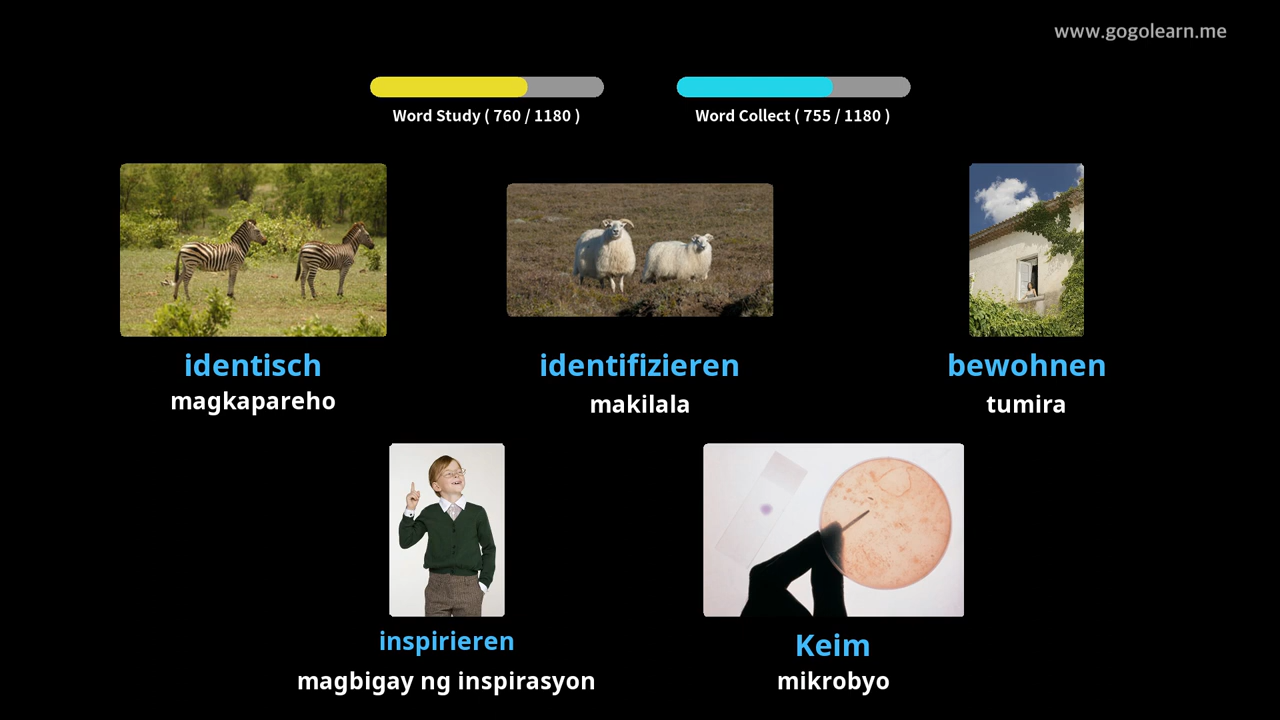 www.gogolearn.me
Word Study ( 760 / 1180 )
Word Collect ( 755 / 1180 )
identisch
magkapareho
identifizieren
makilala
bewohnen
tumira
inspirieren
magbigay ng inspirasyon
Keim
mikrobyo